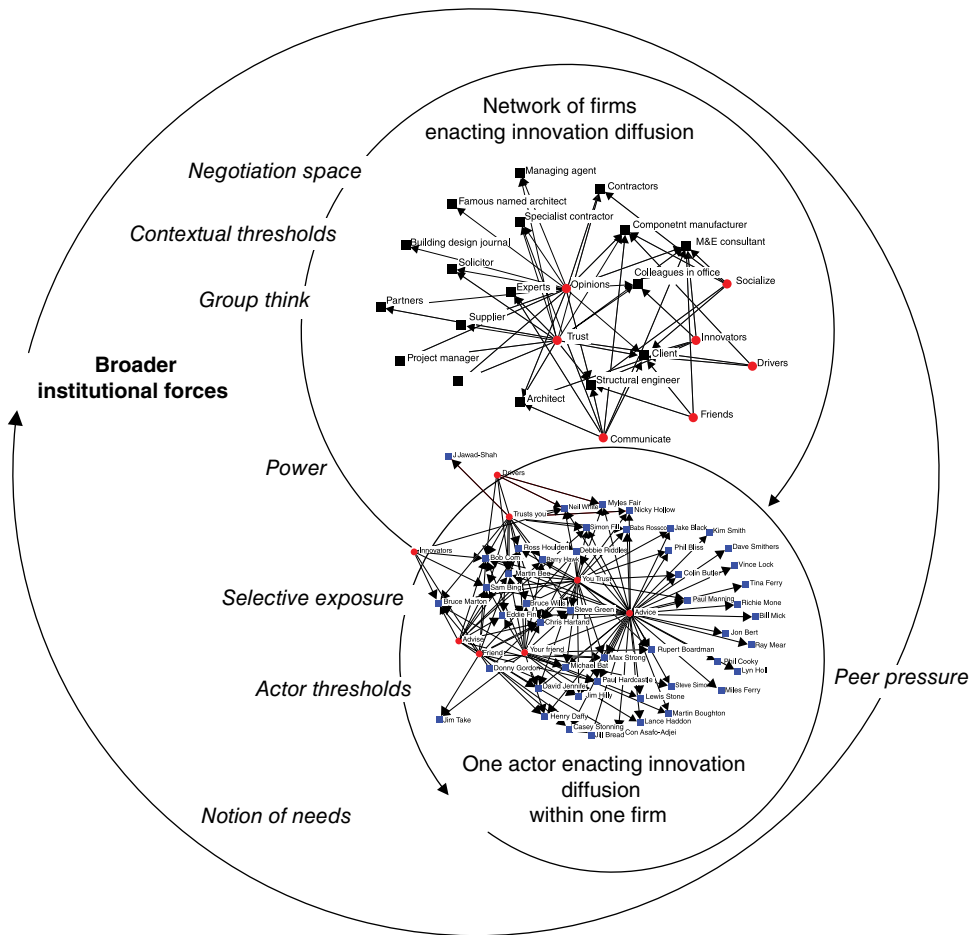 Network of firms
enacting innovation diffusion
Negotiation space
Managing agent
Contractors
Famous named architect
Specialist contractor
Componetnt manufacturer
Contextual thresholds
Building design journal
M&E consultant
Solicitor
Colleagues in office
Experts
Opinions
Socialize
Group think
Partners
Supplier
Trust
Innovators
Project manager
Client
Drivers
Broader
institutional forces
Structural engineer
Architect
Friends
Communicate
J Jawad-Shah
Power
Drivers
Neil White
Myles Fair
Nicky Hollow
Trusts you
Simon Fill
Babs Rossco
Jake Black
Kim Smith
Innovators
Ross Houlden
Debbie Riddles
Phil Bliss
Dave Smithers
Bob Com
Barry Hawk
Vince Lock
Martin Bea
You Trust
Colin Butler
Tina Ferry
Selective exposure
Sam Bing
Bruce Marton
Bruce Wills
Steve Green
Advice
Paul Manning
Richie Mone
Eddie Fin
Chris Hartand
Bill Mick
Jon Bert
Advise
Ray Mear
Friend
Your friend
Max Strong
Rupert Boardman
Donny Gordon
Michael Bat
Phil Cooky
Lyn Holl
Peer pressure
Actor thresholds
David Jennifer
Paul Hardcastle
Steve Simon
Miles Ferry
Jim Hilly
Lewis Stone
Jim Take
Henry Daffy
Martin Boughton
Lance Haddon
Casey Stonning
Jill Bread
Con Asafo-Adjei
One actor enacting innovation
diffusion
within one firm
Notion of needs